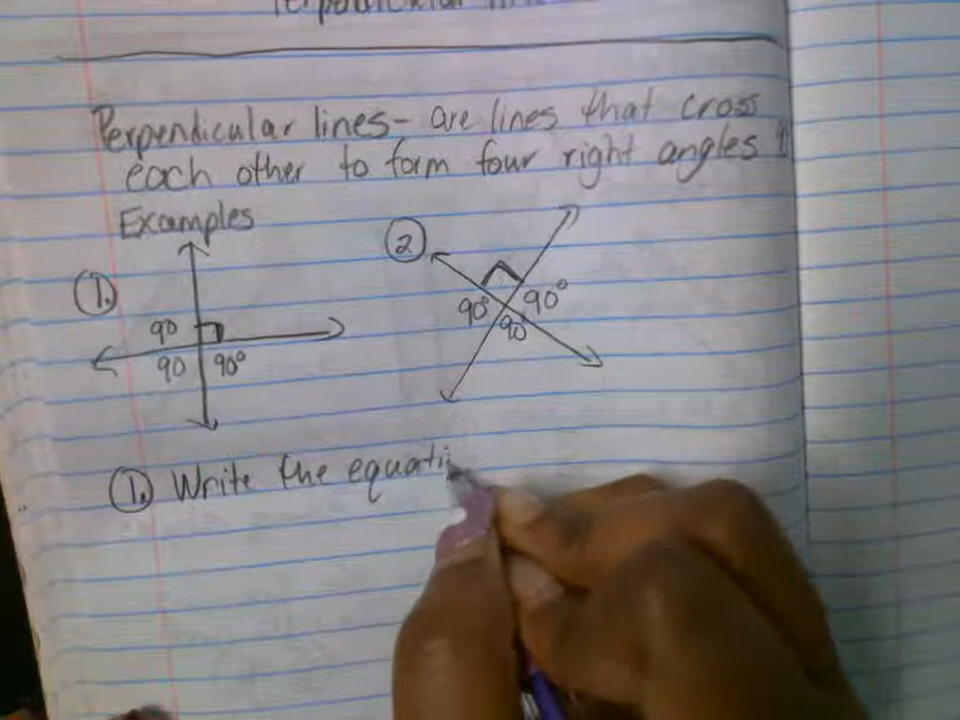 Perpendicular
Perpendicular lines- are lines that cross
each other to form four right angles!
Examples
①. ②
90 90° 90°
90 90° 90
①. Write the equati